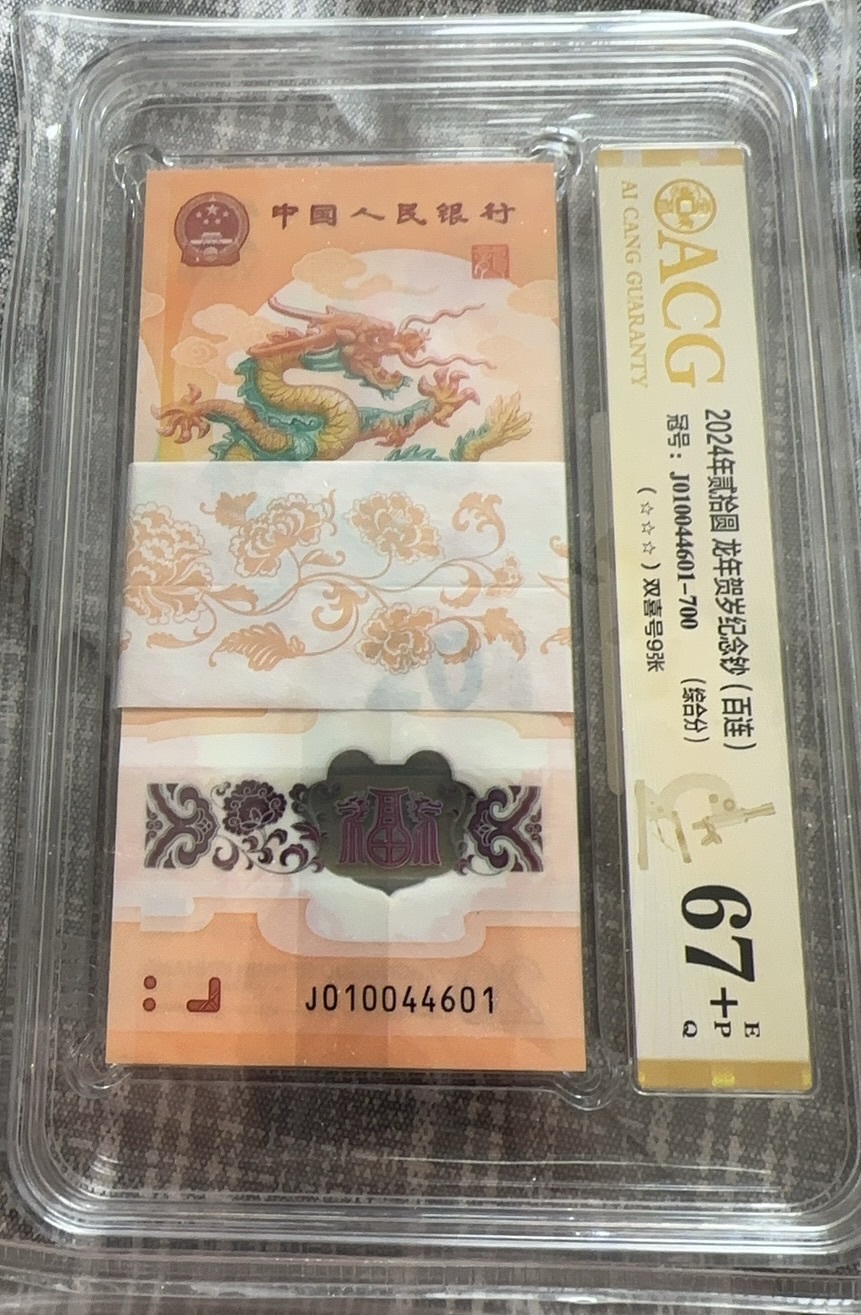 中国人民银行
福
J010044601
ACG
AI CANG GUARANTY
2024年贰拾圆 龙年贺岁纪念钞（百连）
冠号：J010044601-700 （综合分）
（☆☆☆）双喜号9张
67+
E
P
Q